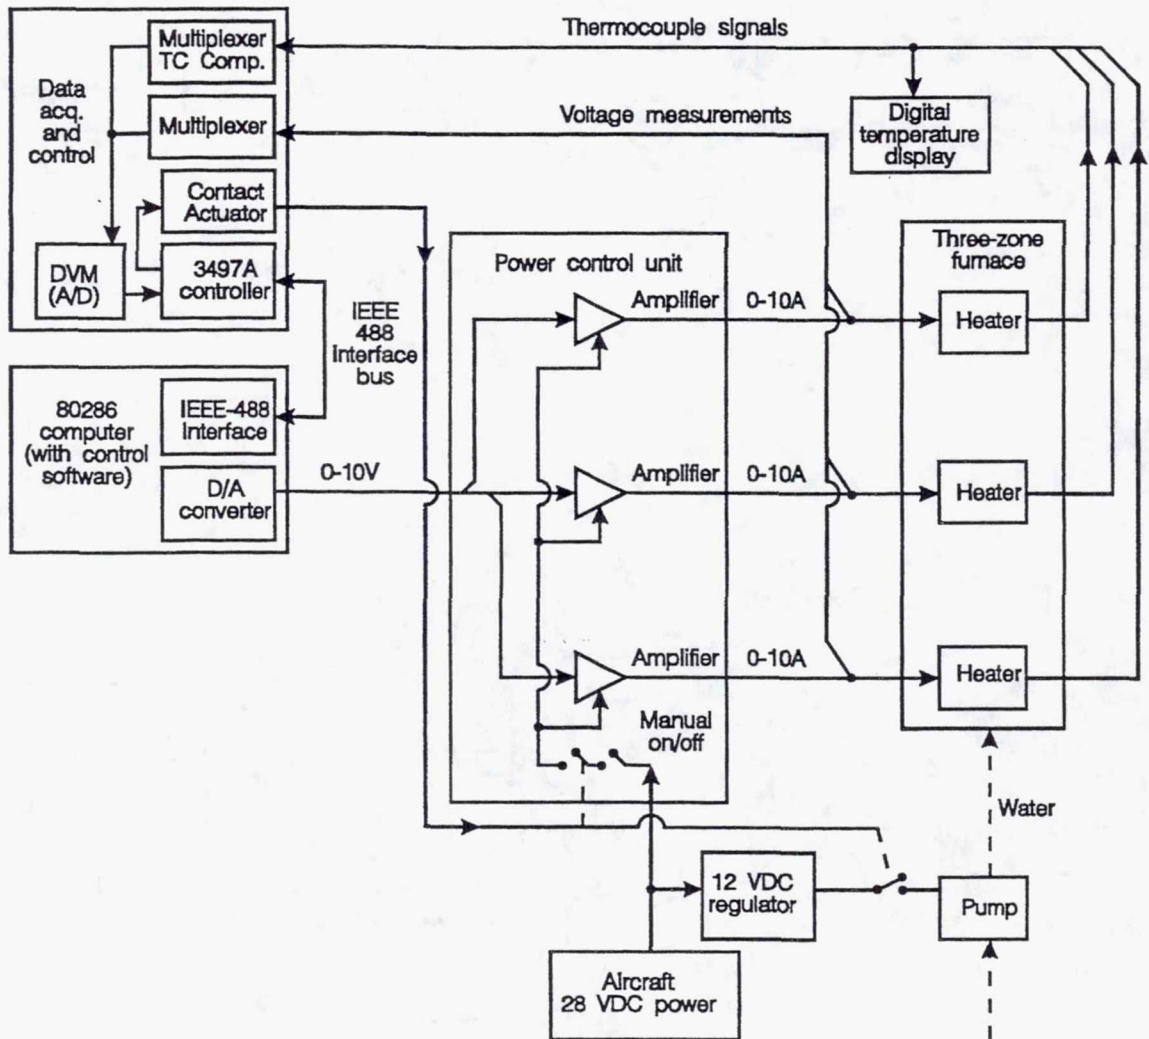 Thermocouple signals
Multiplexer
TC Comp.
Data
acq.
and
control
Multiplexer
Voltage measurements
Digital
temperature
display
Contact
Actuator
DVM
(A/D)
3497A
controller
IEEE
488
Interface
bus
80286
computer
(with control
software)
IEEE-488
Interface
D/A
converter
0-10V
Power control unit
Amplifier
0-10A
Amplifier
0-10A
Amplifier
0-10A
Manual
on/off
Three-zone
furnace
Heater
Heater
Heater
Water
12 VDC
regulator
Pump
Aircraft
28 VDC power